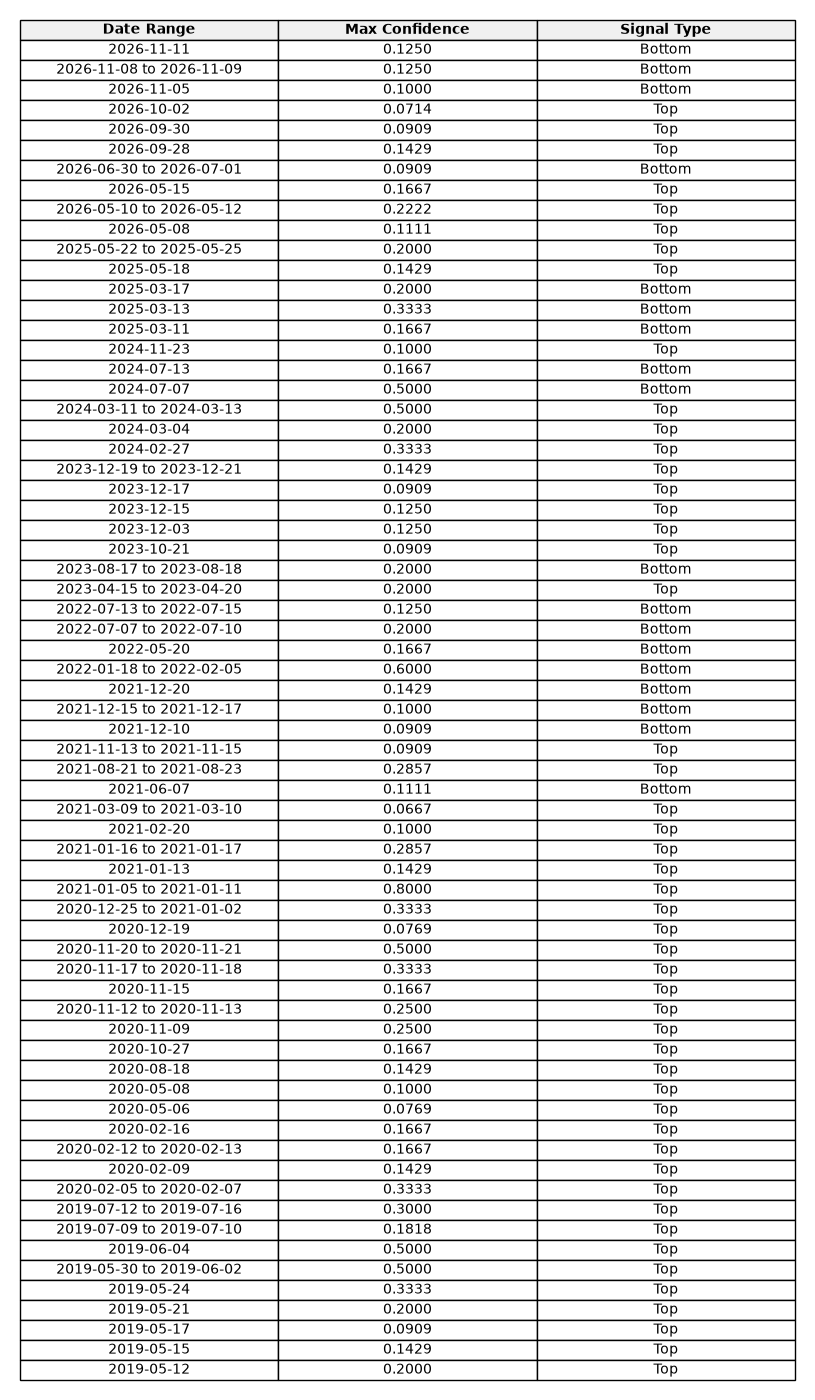 Date Range Max Confidence Signal Type
2026-11-11 0.1250 Bottom
2026-11-08 to 2026-11-09 0.1250 Bottom
2026-11-05 0.1000 Bottom
2026-10-02 0.0714 Top
2026-09-30 0.0909 Top
2026-09-28 0.1429 Top
2026-06-30 to 2026-07-01 0.0909 Bottom
2026-05-15 0.1667 Top
2026-05-10 to 2026-05-12 0.2222 Top
2026-05-08 0.1111 Top
2025-05-22 to 2025-05-25 0.2000 Top
2025-05-18 0.1429 Top
2025-03-17 0.2000 Bottom
2025-03-13 0.3333 Bottom
2025-03-11 0.1667 Bottom
2024-11-23 0.1000 Top
2024-07-13 0.1667 Bottom
2024-07-07 0.5000 Bottom
2024-03-11 to 2024-03-13 0.5000 Top
2024-03-04 0.2000 Top
2024-02-27 0.3333 Top
2023-12-19 to 2023-12-21 0.1429 Top
2023-12-17 0.0909 Top
2023-12-15 0.1250 Top
2023-12-03 0.1250 Top
2023-10-21 0.0909 Top
2023-08-17 to 2023-08-18 0.2000 Bottom
2023-04-15 to 2023-04-20 0.2000 Top
2022-07-13 to 2022-07-15 0.1250 Bottom
2022-07-07 to 2022-07-10 0.2000 Bottom
2022-05-20 0.1667 Bottom
2022-01-18 to 2022-02-05 0.6000 Bottom
2021-12-20 0.1429 Bottom
2021-12-15 to 2021-12-17 0.1000 Bottom
2021-12-10 0.0909 Bottom
2021-11-13 to 2021-11-15 0.0909 Top
2021-08-21 to 2021-08-23 0.2857 Top
2021-06-07 0.1111 Bottom
2021-03-09 to 2021-03-10 0.0667 Top
2021-02-20 0.1000 Top
2021-01-16 to 2021-01-17 0.2857 Top
2021-01-13 0.1429 Top
2021-01-05 to 2021-01-11 0.8000 Top
2020-12-25 to 2021-01-02 0.3333 Top
2020-12-19 0.0769 Top
2020-11-20 to 2020-11-21 0.5000 Top
2020-11-17 to 2020-11-18 0.3333 Top
2020-11-15 0.1667 Top
2020-11-12 to 2020-11-13 0.2500 Top
2020-11-09 0.2500 Top
2020-10-27 0.1667 Top
2020-08-18 0.1429 Top
2020-05-08 0.1000 Top
2020-05-06 0.0769 Top
2020-02-16 0.1667 Top
2020-02-12 to 2020-02-13 0.1667 Top
2020-02-09 0.1429 Top
2020-02-05 to 2020-02-07 0.3333 Top
2019-07-12 to 2019-07-16 0.3000 Top
2019-07-09 to 2019-07-10 0.1818 Top
2019-06-04 0.5000 Top
2019-05-30 to 2019-06-02 0.5000 Top
2019-05-24 0.3333 Top
2019-05-21 0.2000 Top
2019-05-17 0.0909 Top
2019-05-15 0.1429 Top
2019-05-12 0.2000 Top